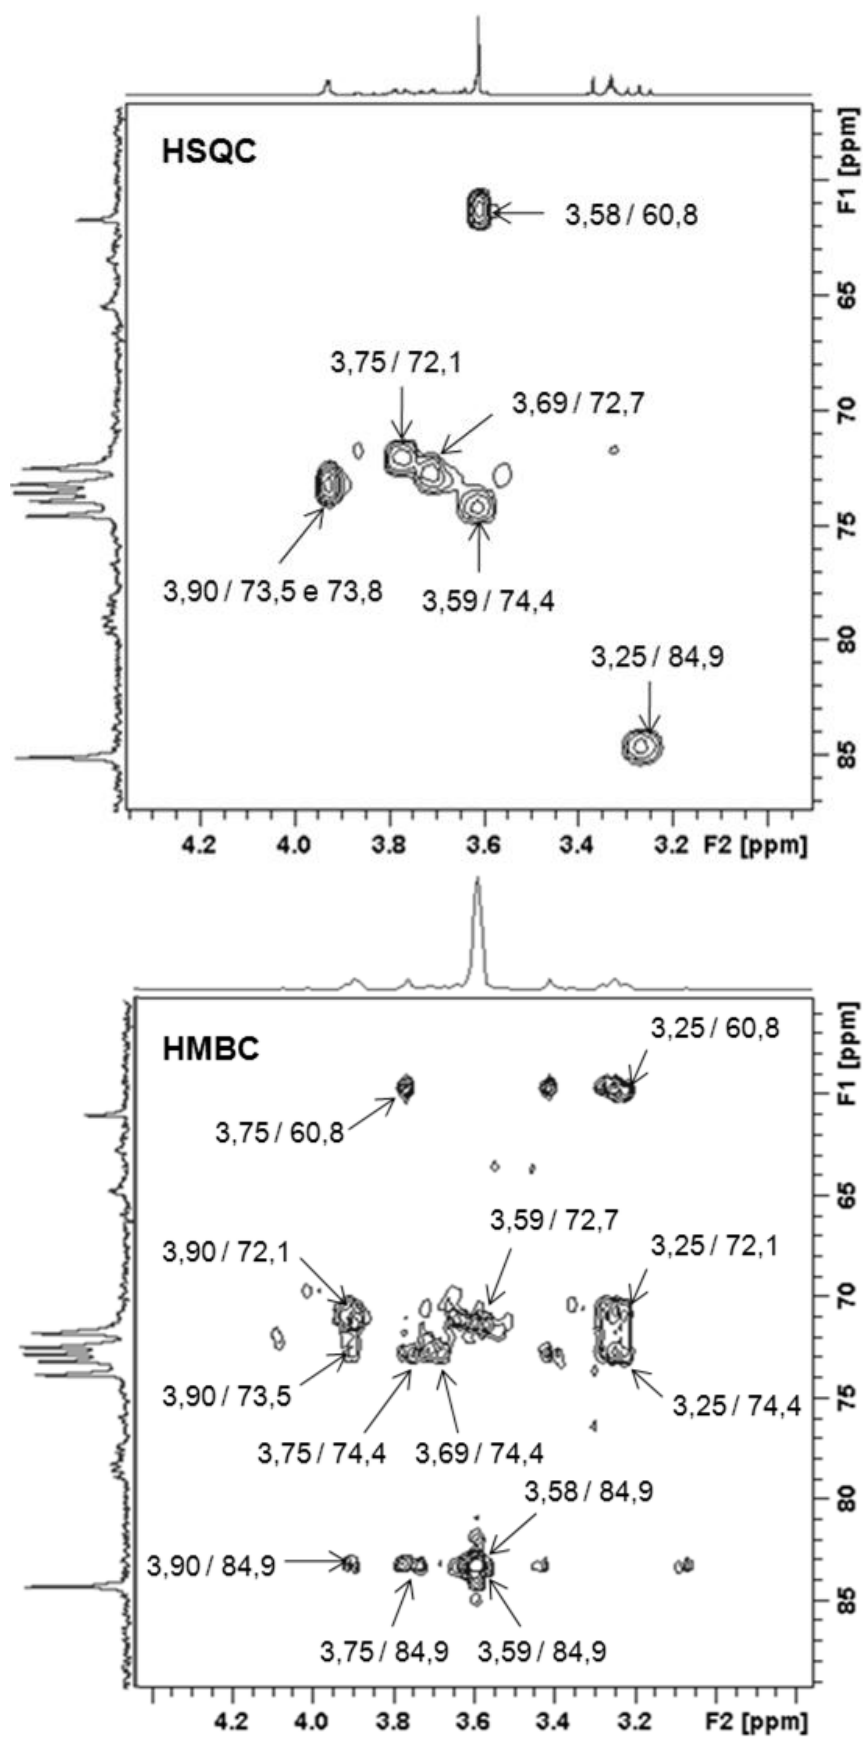 HSQC
3,58 / 60,8
3,75 / 72,1
3,69 / 72,7
3,90 / 73,5 e 73,8
3,59 / 74,4
3,25 / 84,9
F1 [ppm]
65
70
75
80
85
4.2 4.0 3.8 3.6 3.4 3.2 F2 [ppm]
HMBC
3,25 / 60,8
3,75 / 60,8
3,59 / 72,7
3,90 / 72,1
3,25 / 72,1
3,90 / 73,5
3,25 / 74,4
3,75 / 74,4
3,69 / 74,4
3,58 / 84,9
3,90 / 84,9
3,75 / 84,9
3,59 / 84,9
F1 [ppm]
65
70
75
80
85
4.2 4.0 3.8 3.6 3.4 3.2 F2 [ppm]